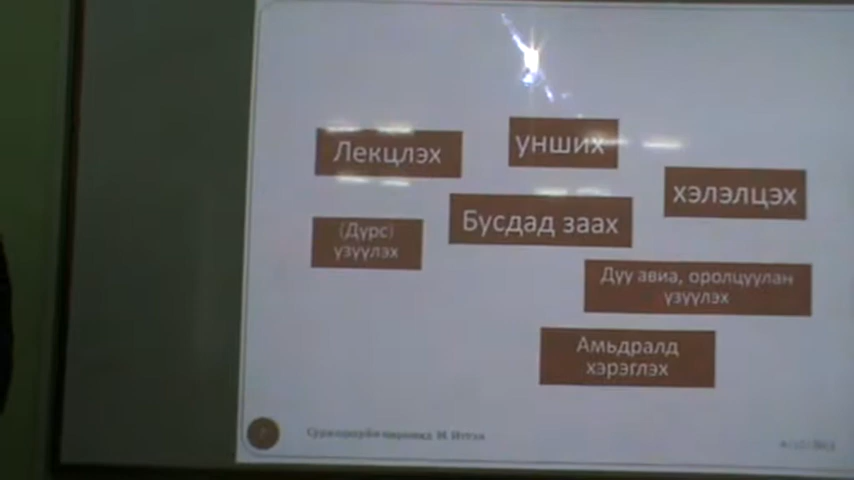 Лекцлэх
унших
хэлэлцэх
Бусдад заах
(Дүрс)
үзүүлэх
Дуу авиа, оролцуулан
үзүүлэх
Амьдралд
хэрэглэх